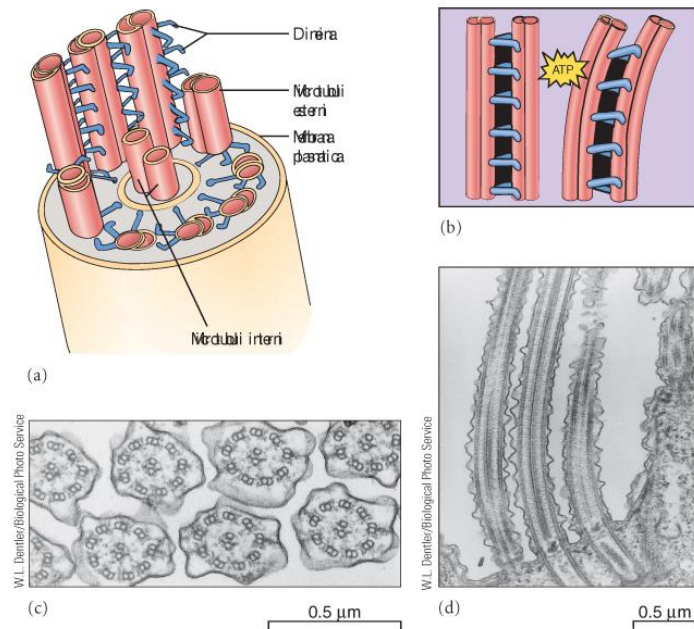 Dineina
Microtubuli
esterni
Membrana
plasmatica
Microtubuli interni
(a)
ATP
(b)
W.L. Dentler/Biological Photo Service
(c)
0.5 μm
W.L. Dentler/Biological Photo Service
(d)
0.5 μm